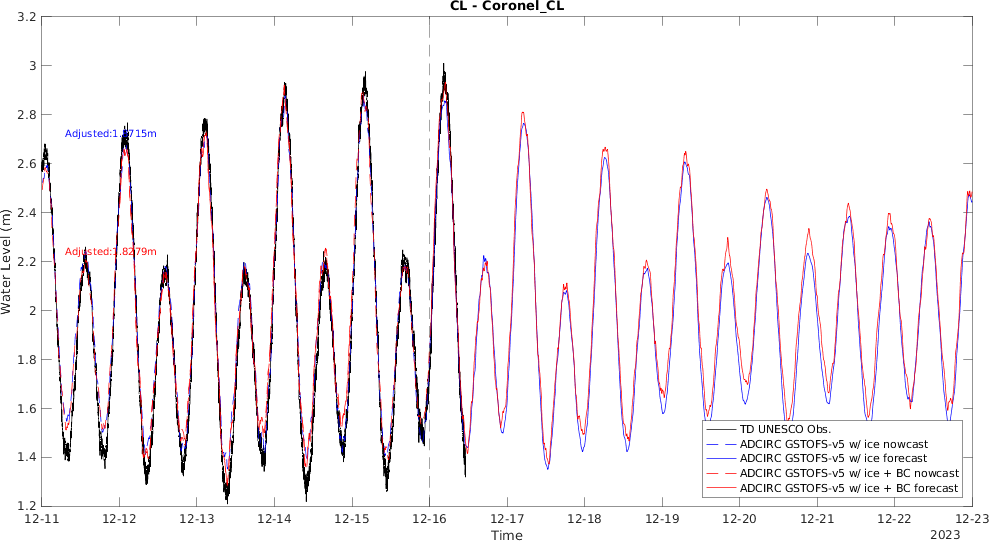 CL - Coronel_CL
3.2
3
2.8
Adjusted:1.8715m
2.6
2.4
Adjusted:1.8279m
2.2
Water Level (m)
2
1.8
1.6
1.4
1.2
TD UNESCO Obs.
ADCIRC GSTOFS-v5 w/ ice nowcast
ADCIRC GSTOFS-v5 w/ ice forecast
ADCIRC GSTOFS-v5 w/ ice + BC nowcast
ADCIRC GSTOFS-v5 w/ ice + BC forecast
12-11 12-12 12-13 12-14 12-15 12-16 12-17 12-18 12-19 12-20 12-21 12-22 12-23
Time
2023